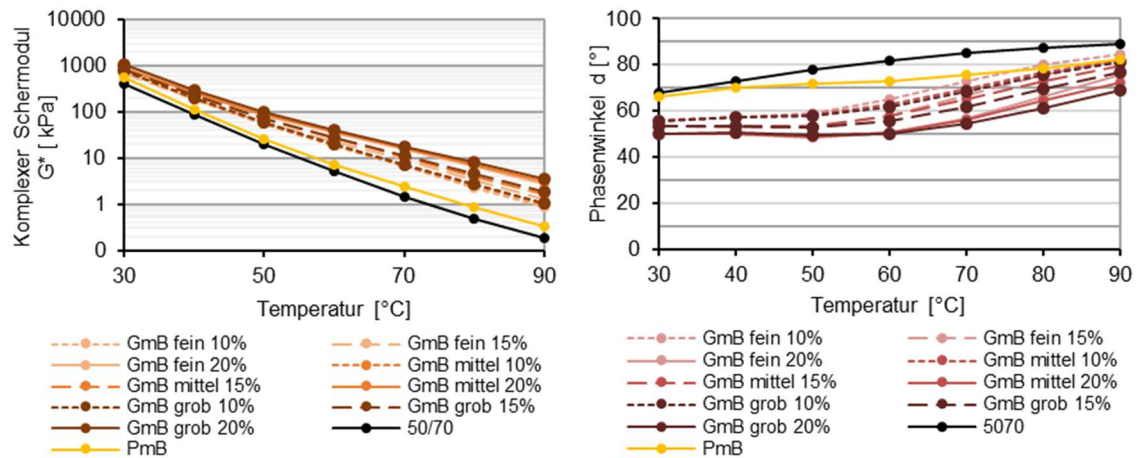 10000
1000
100
10
1
0
Komplexer Schermodul
G* [ kPa]
30
50
70
90
Temperatur [°C]
GmB fein 10%
GmB fein 15%
GmB fein 20%
GmB mittel 10%
GmB mittel 15%
GmB mittel 20%
GmB grob 10%
GmB grob 15%
GmB grob 20%
50/70
PmB
100
80
60
40
20
0
Phasenwinkel d [°]
30
40
50
60
70
80
90
Temperatur [°C]
GmB fein 10%
GmB fein 15%
GmB fein 20%
GmB mittel 10%
GmB mittel 15%
GmB mittel 20%
GmB grob 10%
GmB grob 15%
GmB grob 20%
5070
PmB